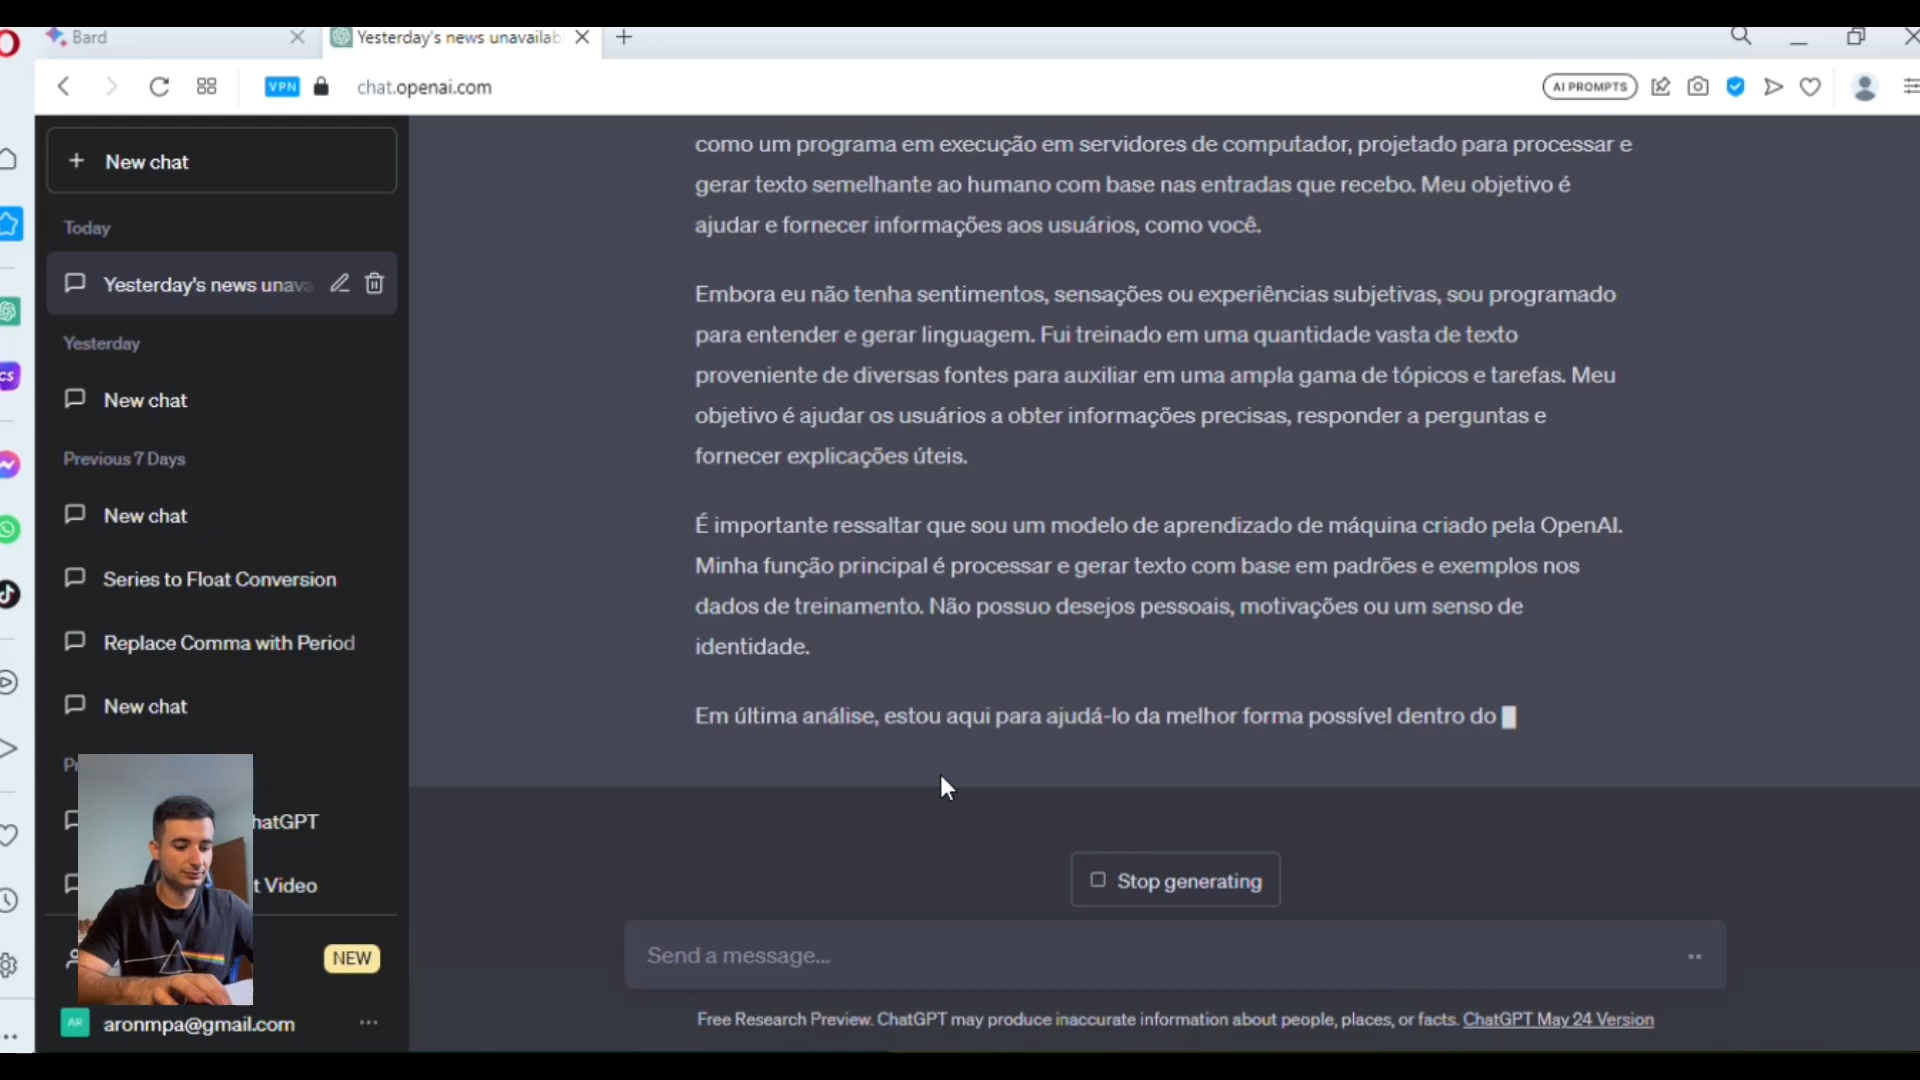 Bard
Yesterday's news unavailab
VPN
chat.openai.com
AI PROMPTS
+ New chat
Today
Yesterday's news unava
Yesterday
New chat
Previous 7 Days
New chat
Series to Float Conversion
Replace Comma with Period
New chat
hatGPT
t Video
NEW
AR
aronmpa@gmail.com
CS
como um programa em execução em servidores de computador, projetado para processar e
gerar texto semelhante ao humano com base nas entradas que recebo. Meu objetivo é
ajudar e fornecer informações aos usuários, como você.
Embora eu não tenha sentimentos, sensações ou experiências subjetivas, sou programado
para entender e gerar linguagem. Fui treinado em uma quantidade vasta de texto
proveniente de diversas fontes para auxiliar em uma ampla gama de tópicos e tarefas. Meu
objetivo é ajudar os usuários a obter informações precisas, responder a perguntas e
fornecer explicações úteis.
É importante ressaltar que sou um modelo de aprendizado de máquina criado pela OpenAI.
Minha função principal é processar e gerar texto com base em padrões e exemplos nos
dados de treinamento. Não possuo desejos pessoais, motivações ou um senso de
identidade.
Em última análise, estou aqui para ajudá-lo da melhor forma possível dentro do
Stop generating
Send a message...
Free Research Preview. ChatGPT may produce inaccurate information about people, places, or facts. ChatGPT May 24 Version